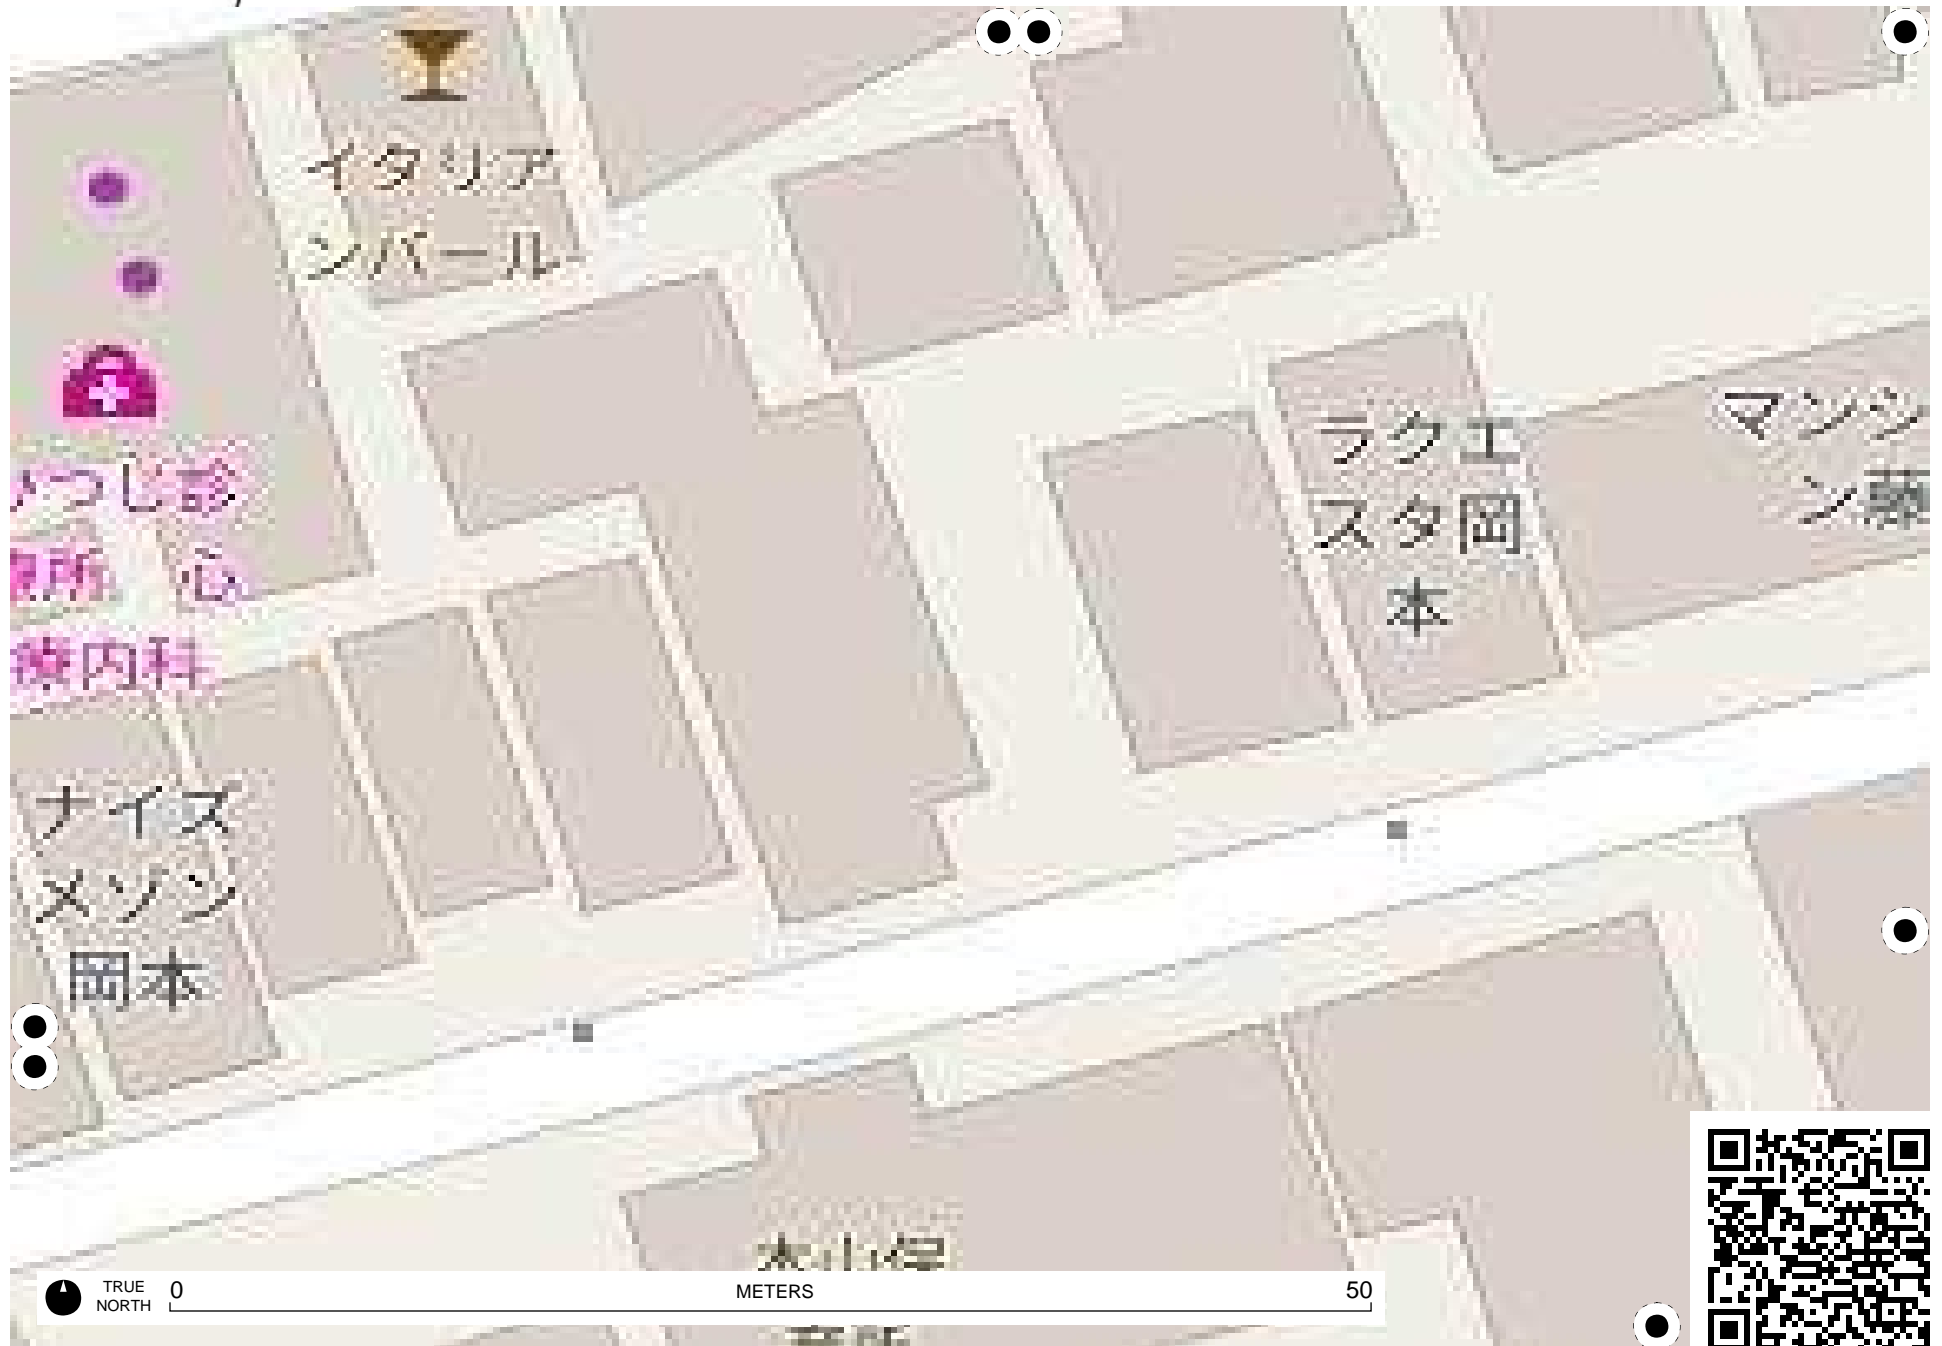 イタリア
ンバール
ひつじ診
療所 心
療内科
ラクエ
スタ岡
本
マンシ
ン藤
ナイス
メゾン
岡本
TRUE
NORTH
0
METERS
50